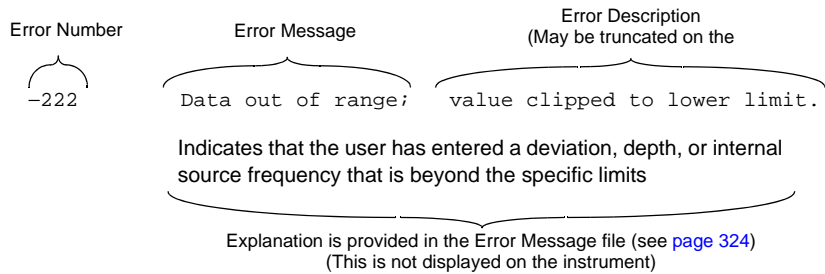 Error Number
Error Message
Error Description
(May be truncated on the
−222
Data out of range;
value clipped to lower limit.
Indicates that the user has entered a deviation, depth, or internal
source frequency that is beyond the specific limits
Explanation is provided in the Error Message file (see page 324)
(This is not displayed on the instrument)